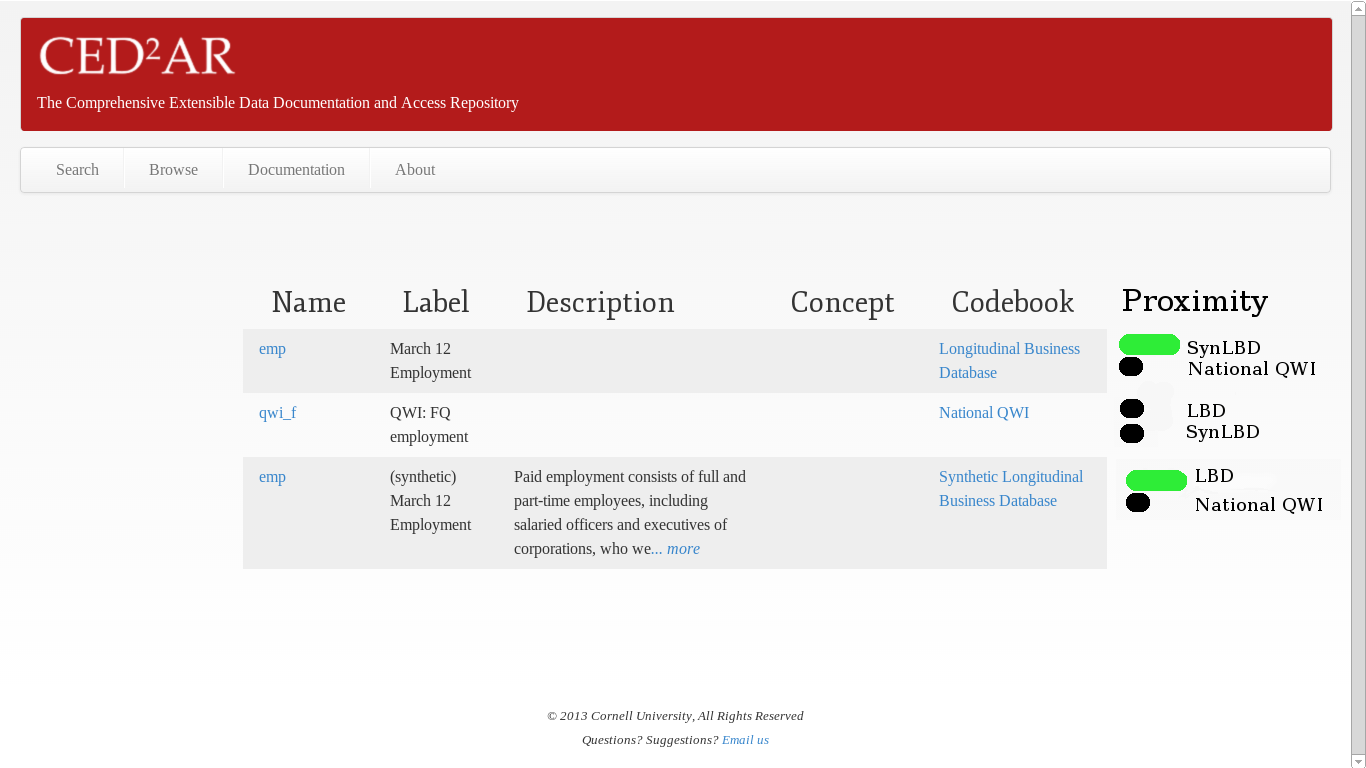 CED²AR
The Comprehensive Extensible Data Documentation and Access Repository
Search Browse Documentation About
Name Label Description Concept Codebook Proximity
emp March 12 Longitudinal Business SynLBD
Employment Database National QWI
qwi_f QWI: FQ National QWI LBD
employment SynLBD
emp (synthetic) Paid employment consists of full and Synthetic Longitudinal LBD
March 12 part-time employees, including Business Database National QWI
Employment salaried officers and executives of
corporations, who we... more
© 2013 Cornell University, All Rights Reserved
Questions? Suggestions? Email us